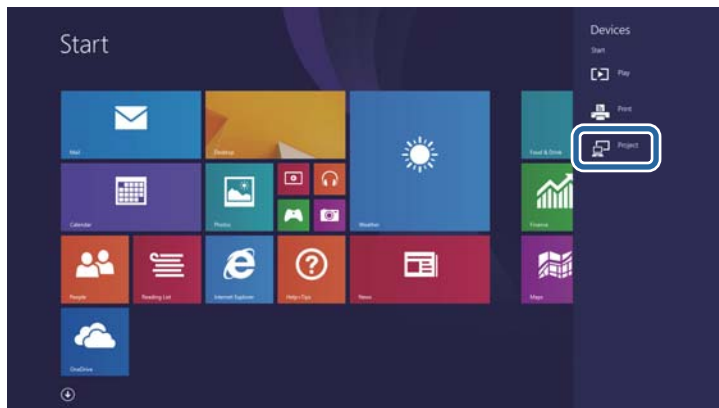 Start
Mail
Desktop
Calendar
Photos
Weather
People
Reading List
Internet Explorer
Help+Tips
News
OneDrive
Food & Drink
Finance
Maps
Devices
Start
Play
Print
Project